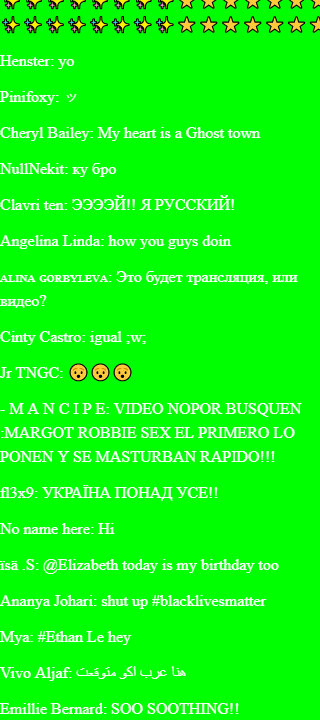 Henster: yo
Pinifoxy: ッ
Cheryl Bailey: My heart is a Ghost town
NullNekit: ку бро
Clavri ten: ЭЭЭЭЙ!! Я РУССКИЙ!
Angelina Linda: how you guys doin
ᴀʟɪɴᴀ ɢᴏʀʙʏʟᴇᴠᴀ: Это будет трансляция, или
видео?
Cinty Castro: igual ;w;
Jr TNGC: 😯😯😯
- M A N C I P E: VIDEO NOPOR BUSQUEN
:MARGOT ROBBIE SEX EL PRIMERO LO
PONEN Y SE MASTURBAN RAPIDO!!!
fl3x9: УКРАЇНА ПОНАД УСЕ!!
No name here: Hi
ïsä .S: @Elizabeth today is my birthday too
Ananya Johari: shut up #blacklivesmatter
Mya: #Ethan Le hey
Vivo Aljaf: هنا عرب اكو متوقعت
Emillie Bernard: SOO SOOTHING!!